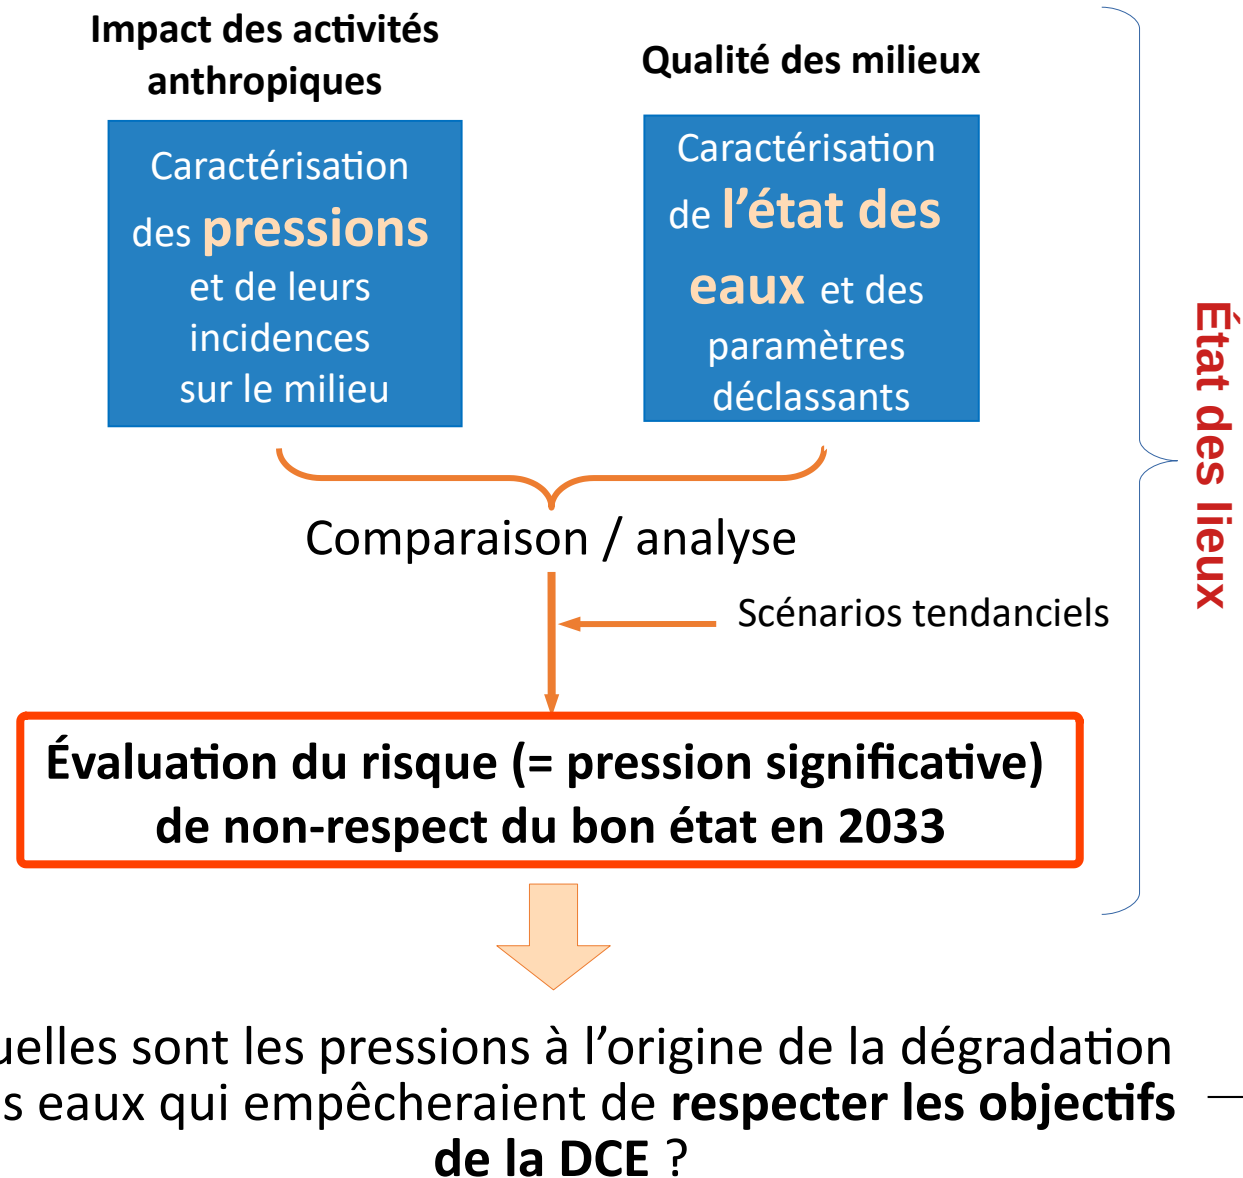 Impact des activités
anthropiques
Qualité des milieux
Caractérisation
des pressions
et de leurs
incidences
sur le milieu
Caractérisation
de l’état des
eaux et des
paramètres
déclassants
État des lieux
Comparaison / analyse
Scénarios tendanciels
Évaluation du risque (= pression significative)
de non-respect du bon état en 2033
uelles sont les pressions à l’origine de la dégradation
s eaux qui empêcheraient de respecter les objectifs
de la DCE ?